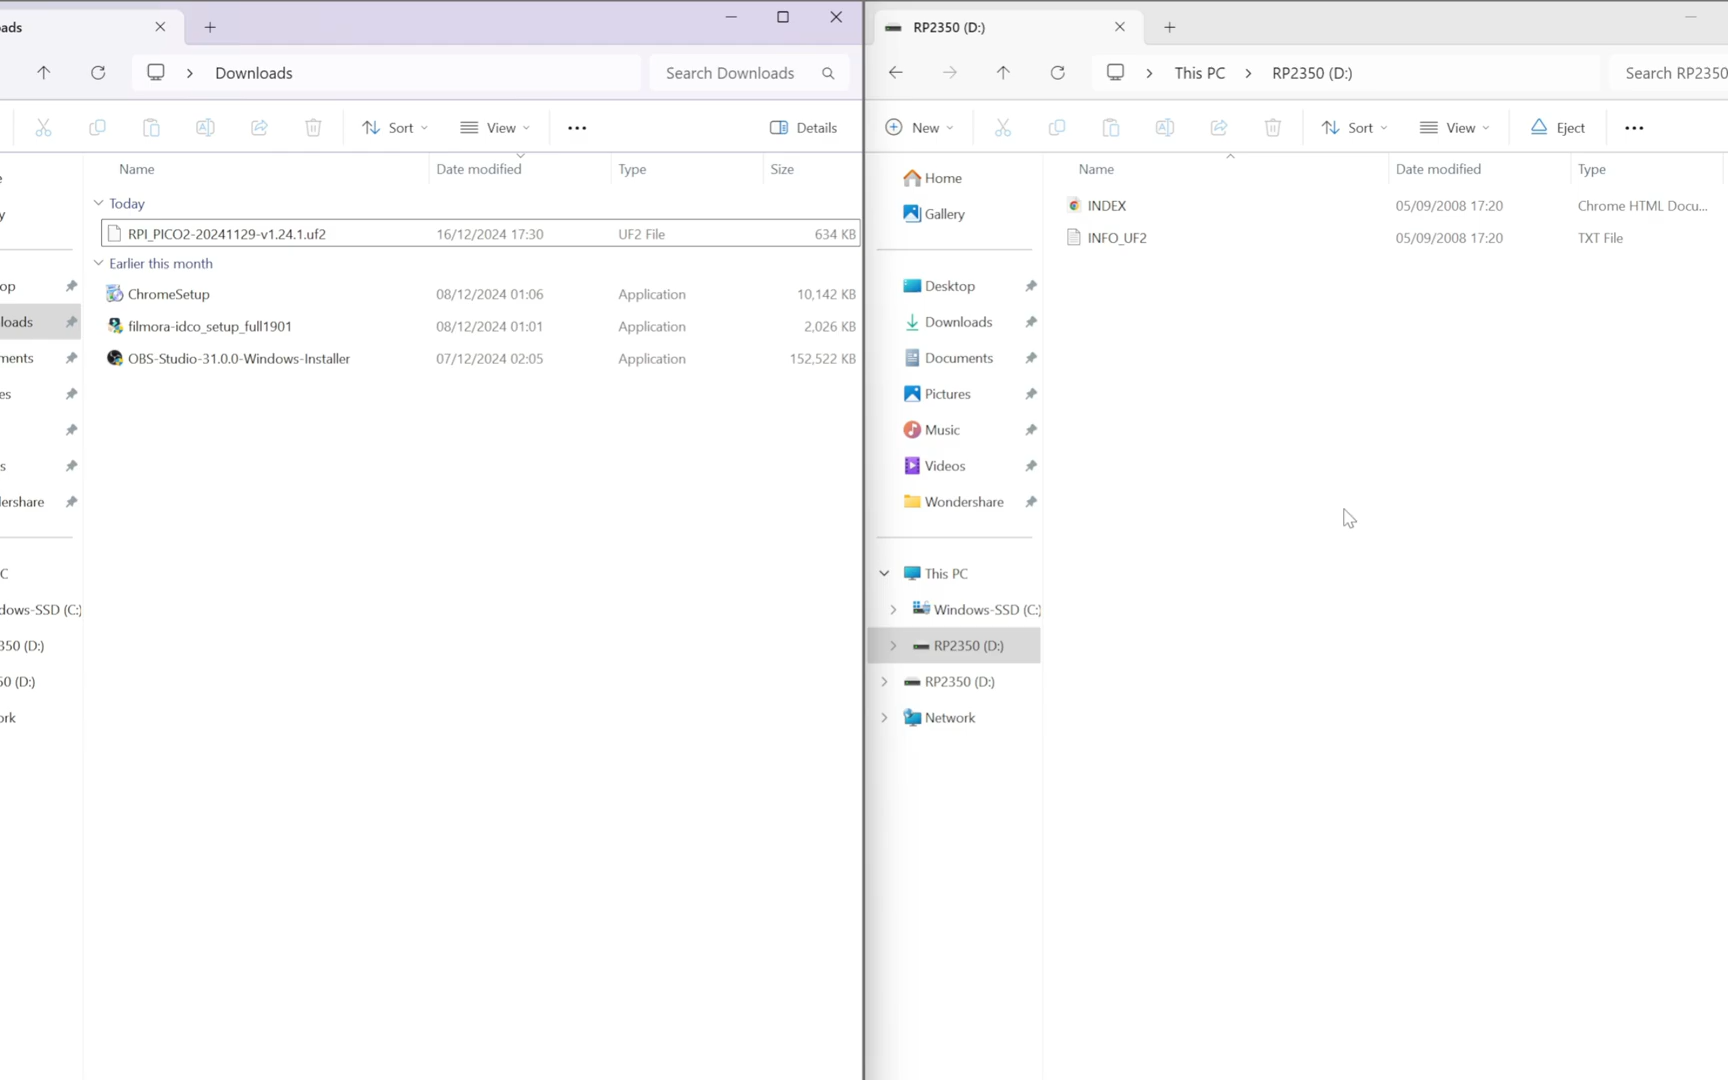 oads
Downloads
Search Downloads
Sort
View
Details
Name
Date modified
Type
Size
Today
RPI_PICO2-20241129-v1.24.1.uf2 16/12/2024 17:30 UF2 File 634 KB
Earlier this month
ChromeSetup 08/12/2024 01:06 Application 10,142 KB
filmora-idco_setup_full1901 08/12/2024 01:01 Application 2,026 KB
OBS-Studio-31.0.0-Windows-Installer 07/12/2024 02:05 Application 152,522 KB
e
y
op
loads
ments
es
s
lershare
C
dows-SSD (C:)
350 (D:)
50 (D:)
ork
RP2350 (D:)
This PC
RP2350 (D:)
Search RP2350
New
Sort
View
Eject
Name
Date modified
Type
INDEX 05/09/2008 17:20 Chrome HTML Docu...
INFO_UF2 05/09/2008 17:20 TXT File
Home
Gallery
Desktop
Downloads
Documents
Pictures
Music
Videos
Wondershare
This PC
Windows-SSD (C:)
RP2350 (D:)
RP2350 (D:)
Network